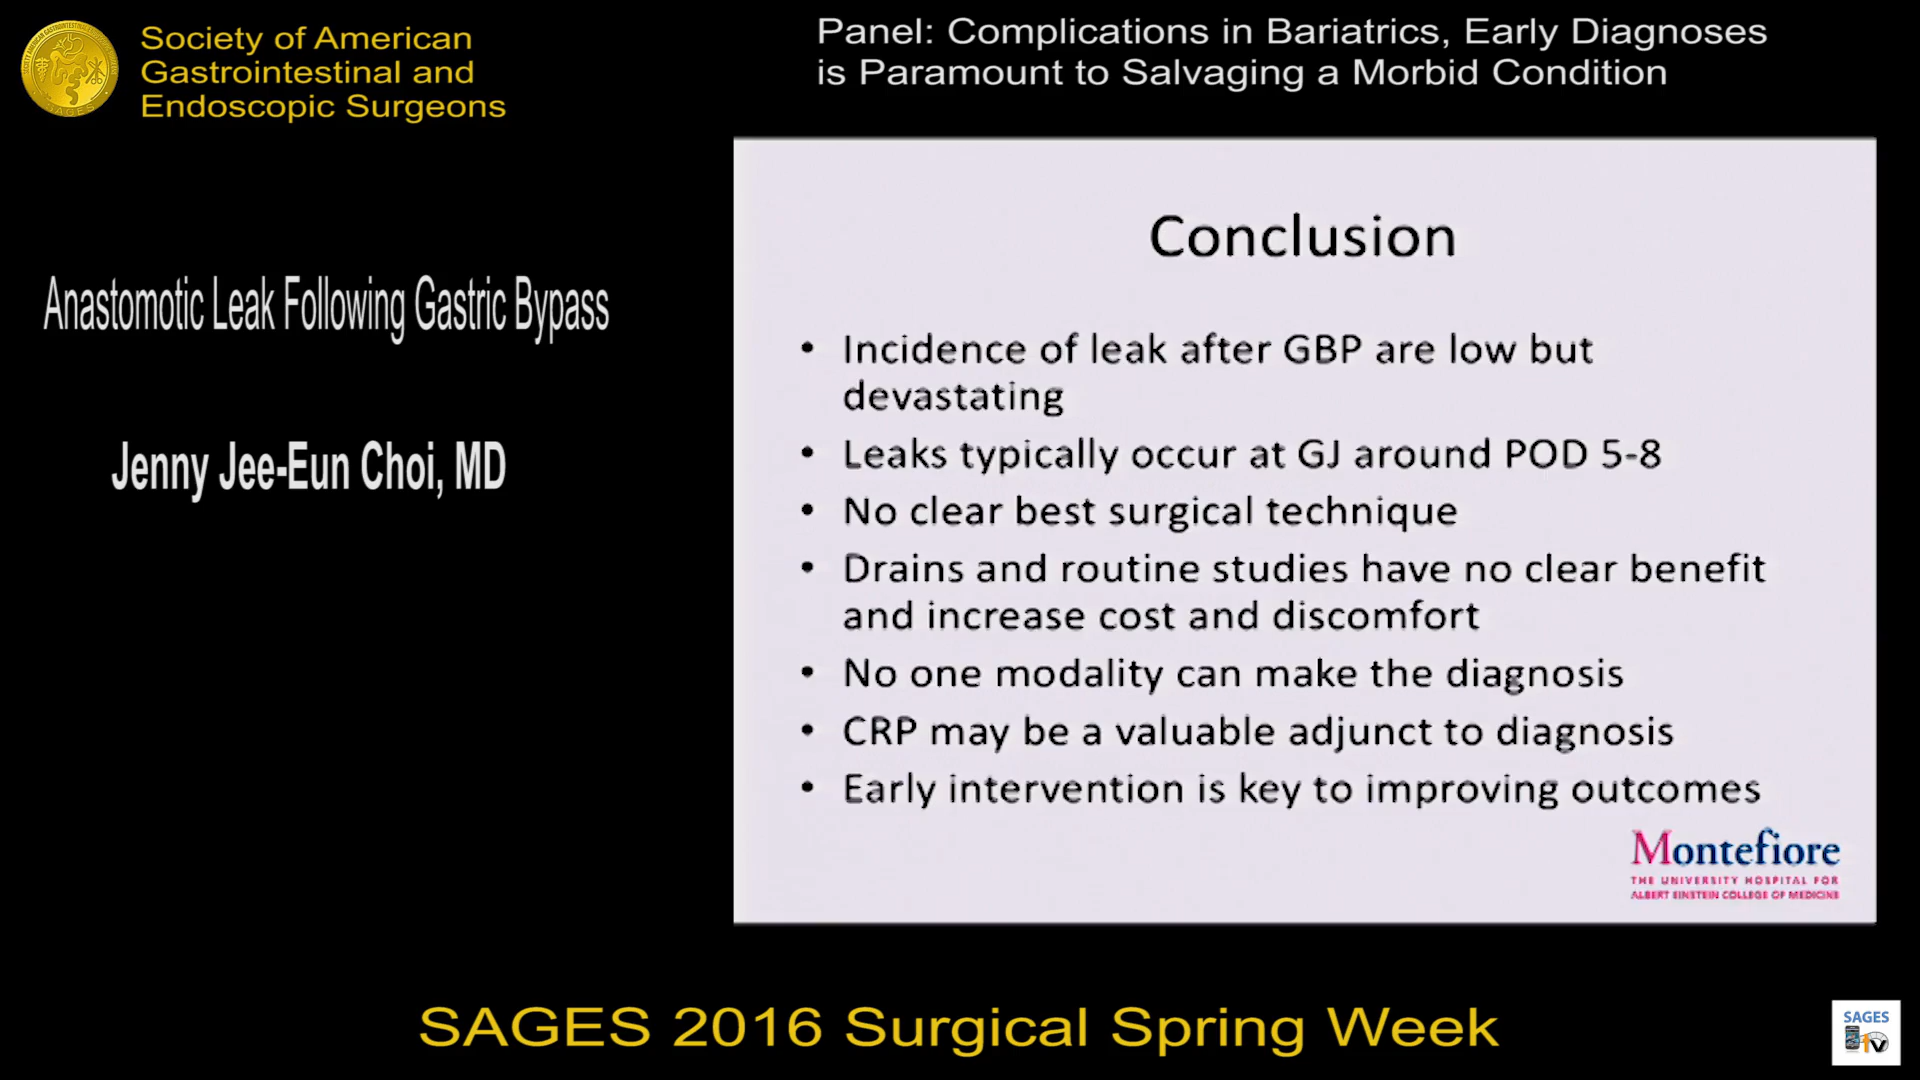 Society of American
Gastrointestinal and
Endoscopic Surgeons
Panel: Complications in Bariatrics, Early Diagnoses
is Paramount to Salvaging a Morbid Condition
Anastomotic Leak Following Gastric Bypass
Jenny Jee-Eun Choi, MD
Conclusion
• Incidence of leak after GBP are low but
devastating
• Leaks typically occur at GJ around POD 5-8
• No clear best surgical technique
• Drains and routine studies have no clear benefit
and increase cost and discomfort
• No one modality can make the diagnosis
• CRP may be a valuable adjunct to diagnosis
• Early intervention is key to improving outcomes
Montefiore
THE UNIVERSITY HOSPITAL FOR
ALBERT EINSTEIN COLLEGE OF MEDICINE
SAGES 2016 Surgical Spring Week
SAGES
TV